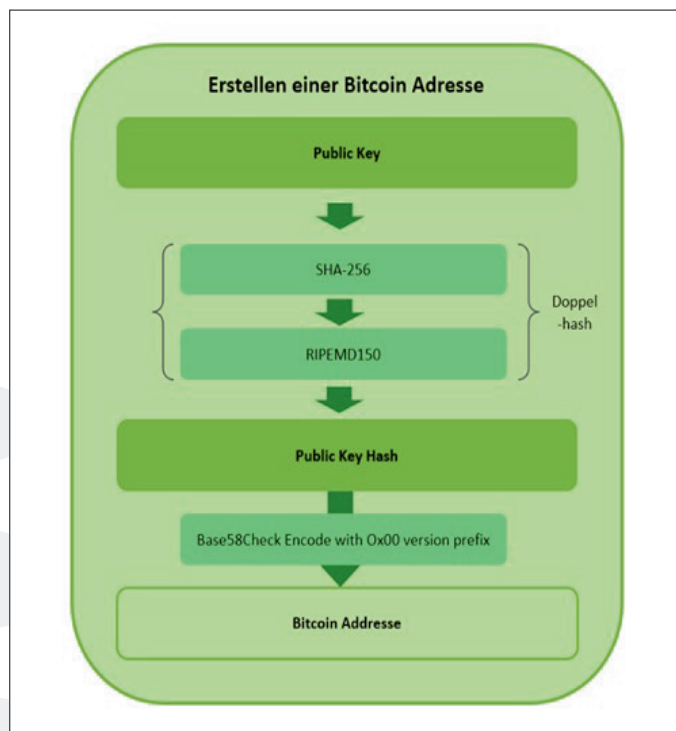 Erstellen einer Bitcoin Adresse
Public Key
SHA-256
RIPEMD150
Doppel
-hash
Public Key Hash
Base58Check Encode with Ox00 version prefix
Bitcoin Addresse